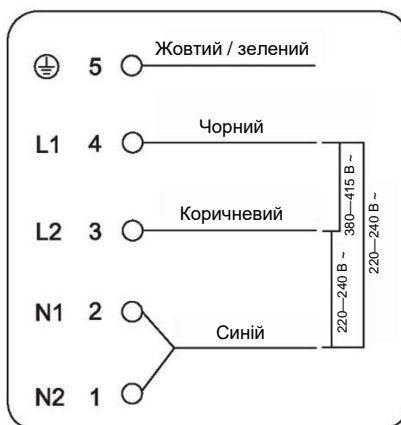 5 Жовтий / зелений
L1 4 Чорний
380—415 В ~
220—240 В ~
L2 3 Коричневий
220—240 В ~
N1 2
Синій
N2 1